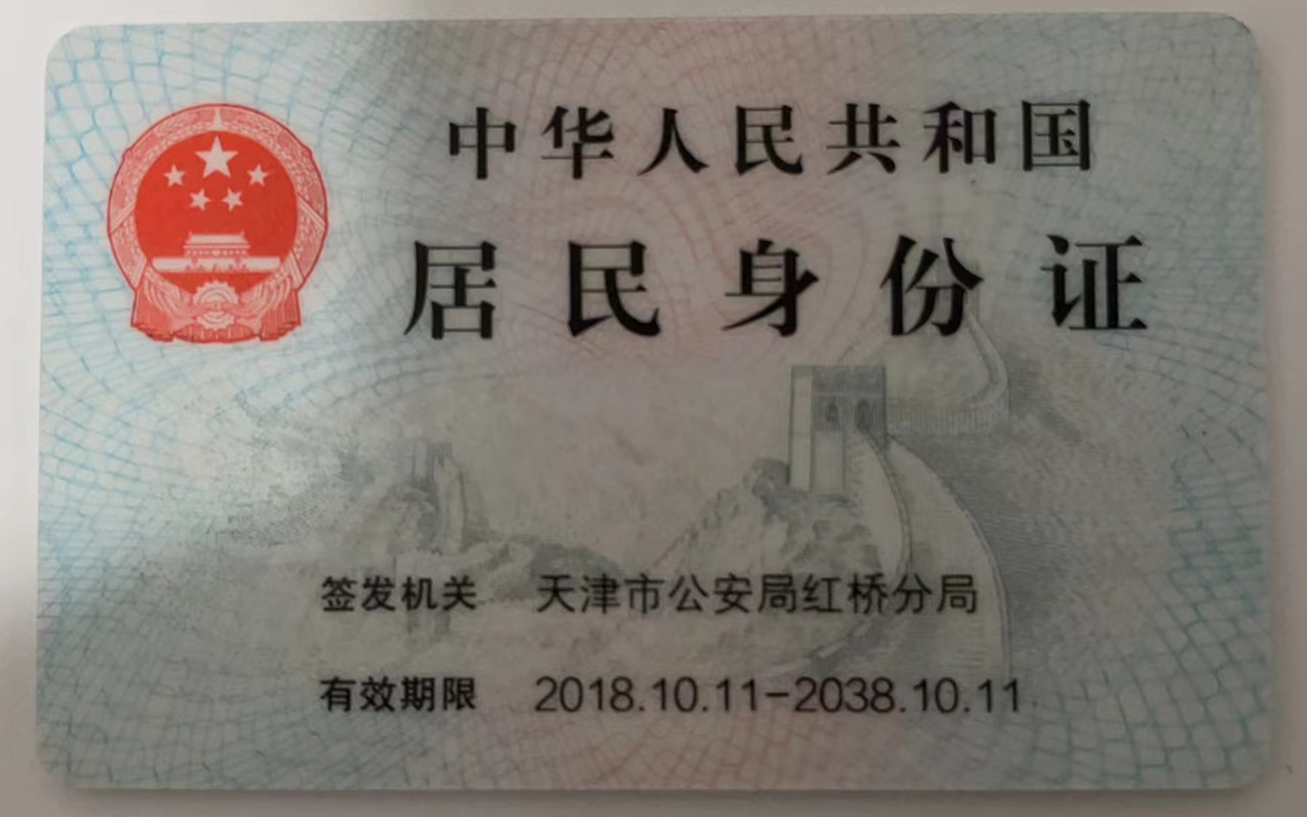 中华人民共和国
居民身份证
签发机关 天津市公安局红桥分局
有效期限 2018.10.11-2038.10.11